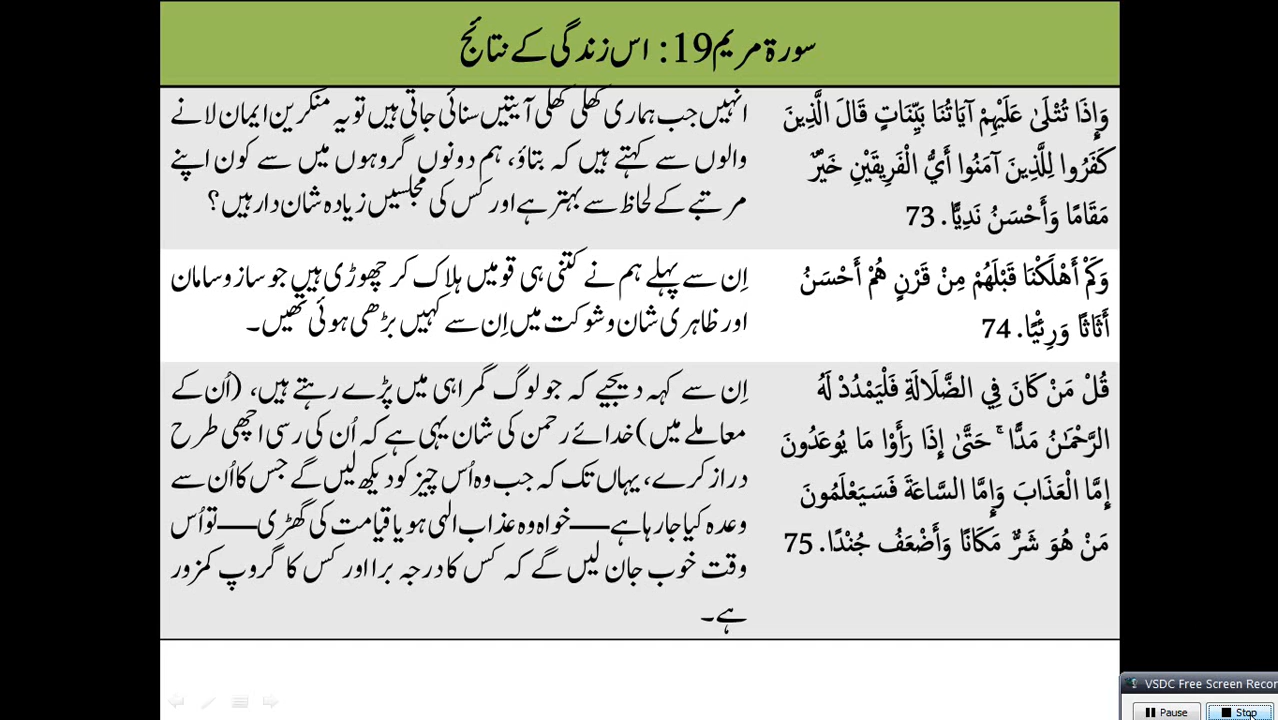 سورۃ مریم19: اس زندگی کے نتائج
وَإِذَا تُتْلَىٰ عَلَيْهِمْ آيَاتُنَا بَيِّنَاتٍ قَالَ الَّذِينَ
كَفَرُوا لِلَّذِينَ آمَنُوا أَيُّ الْفَرِيقَيْنِ خَيْرٌ
مَقَامًا وَأَحْسَنُ نَدِيًّا. 73
انہیں جب ہماری کھلی کھلی آیتیں سنائی جاتی ہیں تو یہ منکرین ایمان لانے
والوں سے کہتے ہیں کہ بتاؤ، ہم دونوں گروہوں میں سے کون اپنے
مرتبے کے لحاظ سے بہتر ہے اور کس کی مجلسیں زیادہ شان دار ہیں؟
وَكَمْ أَهْلَكْنَا قَبْلَهُمْ مِنْ قَرْنٍ هُمْ أَحْسَنُ
أَثَاثًا وَرِئْيًا. 74
اِن سے پہلے ہم نے کتنی ہی قومیں ہلاک کر چھوڑی ہیں جو ساز و سامان
اور ظاہری شان و شوکت میں اِن سے کہیں بڑھی ہوئی تھیں۔
قُلْ مَنْ كَانَ فِي الضَّلَالَةِ فَلْيَمْدُدْ لَهُ
الرَّحْمَٰنُ مَدًّا ۚ حَتَّىٰ إِذَا رَأَوْا مَا يُوعَدُونَ
إِمَّا الْعَذَابَ وَإِمَّا السَّاعَةَ فَسَيَعْلَمُونَ
مَنْ هُوَ شَرٌّ مَكَانًا وَأَضْعَفُ جُنْدًا. 75
اِن سے کہہ دیجیے کہ جو لوگ گمراہی میں پڑے رہتے ہیں، (اُن کے
معاملے میں) خدائے رحمن کی شان یہی ہے کہ اُن کی رسی اچھی طرح
دراز کرے، یہاں تک کہ جب وہ اُس چیز کو دیکھ لیں گے جس کا اُن سے
وعدہ کیا جا رہا ہے ــــــ خواہ وہ عذاب الٰہی ہو یا قیامت کی گھڑی ــــــ تو اُس
وقت خوب جان لیں گے کہ کس کا درجہ برا اور کس کا گروپ کمزور
ہے۔
VSDC Free Screen Recor
Pause Stop